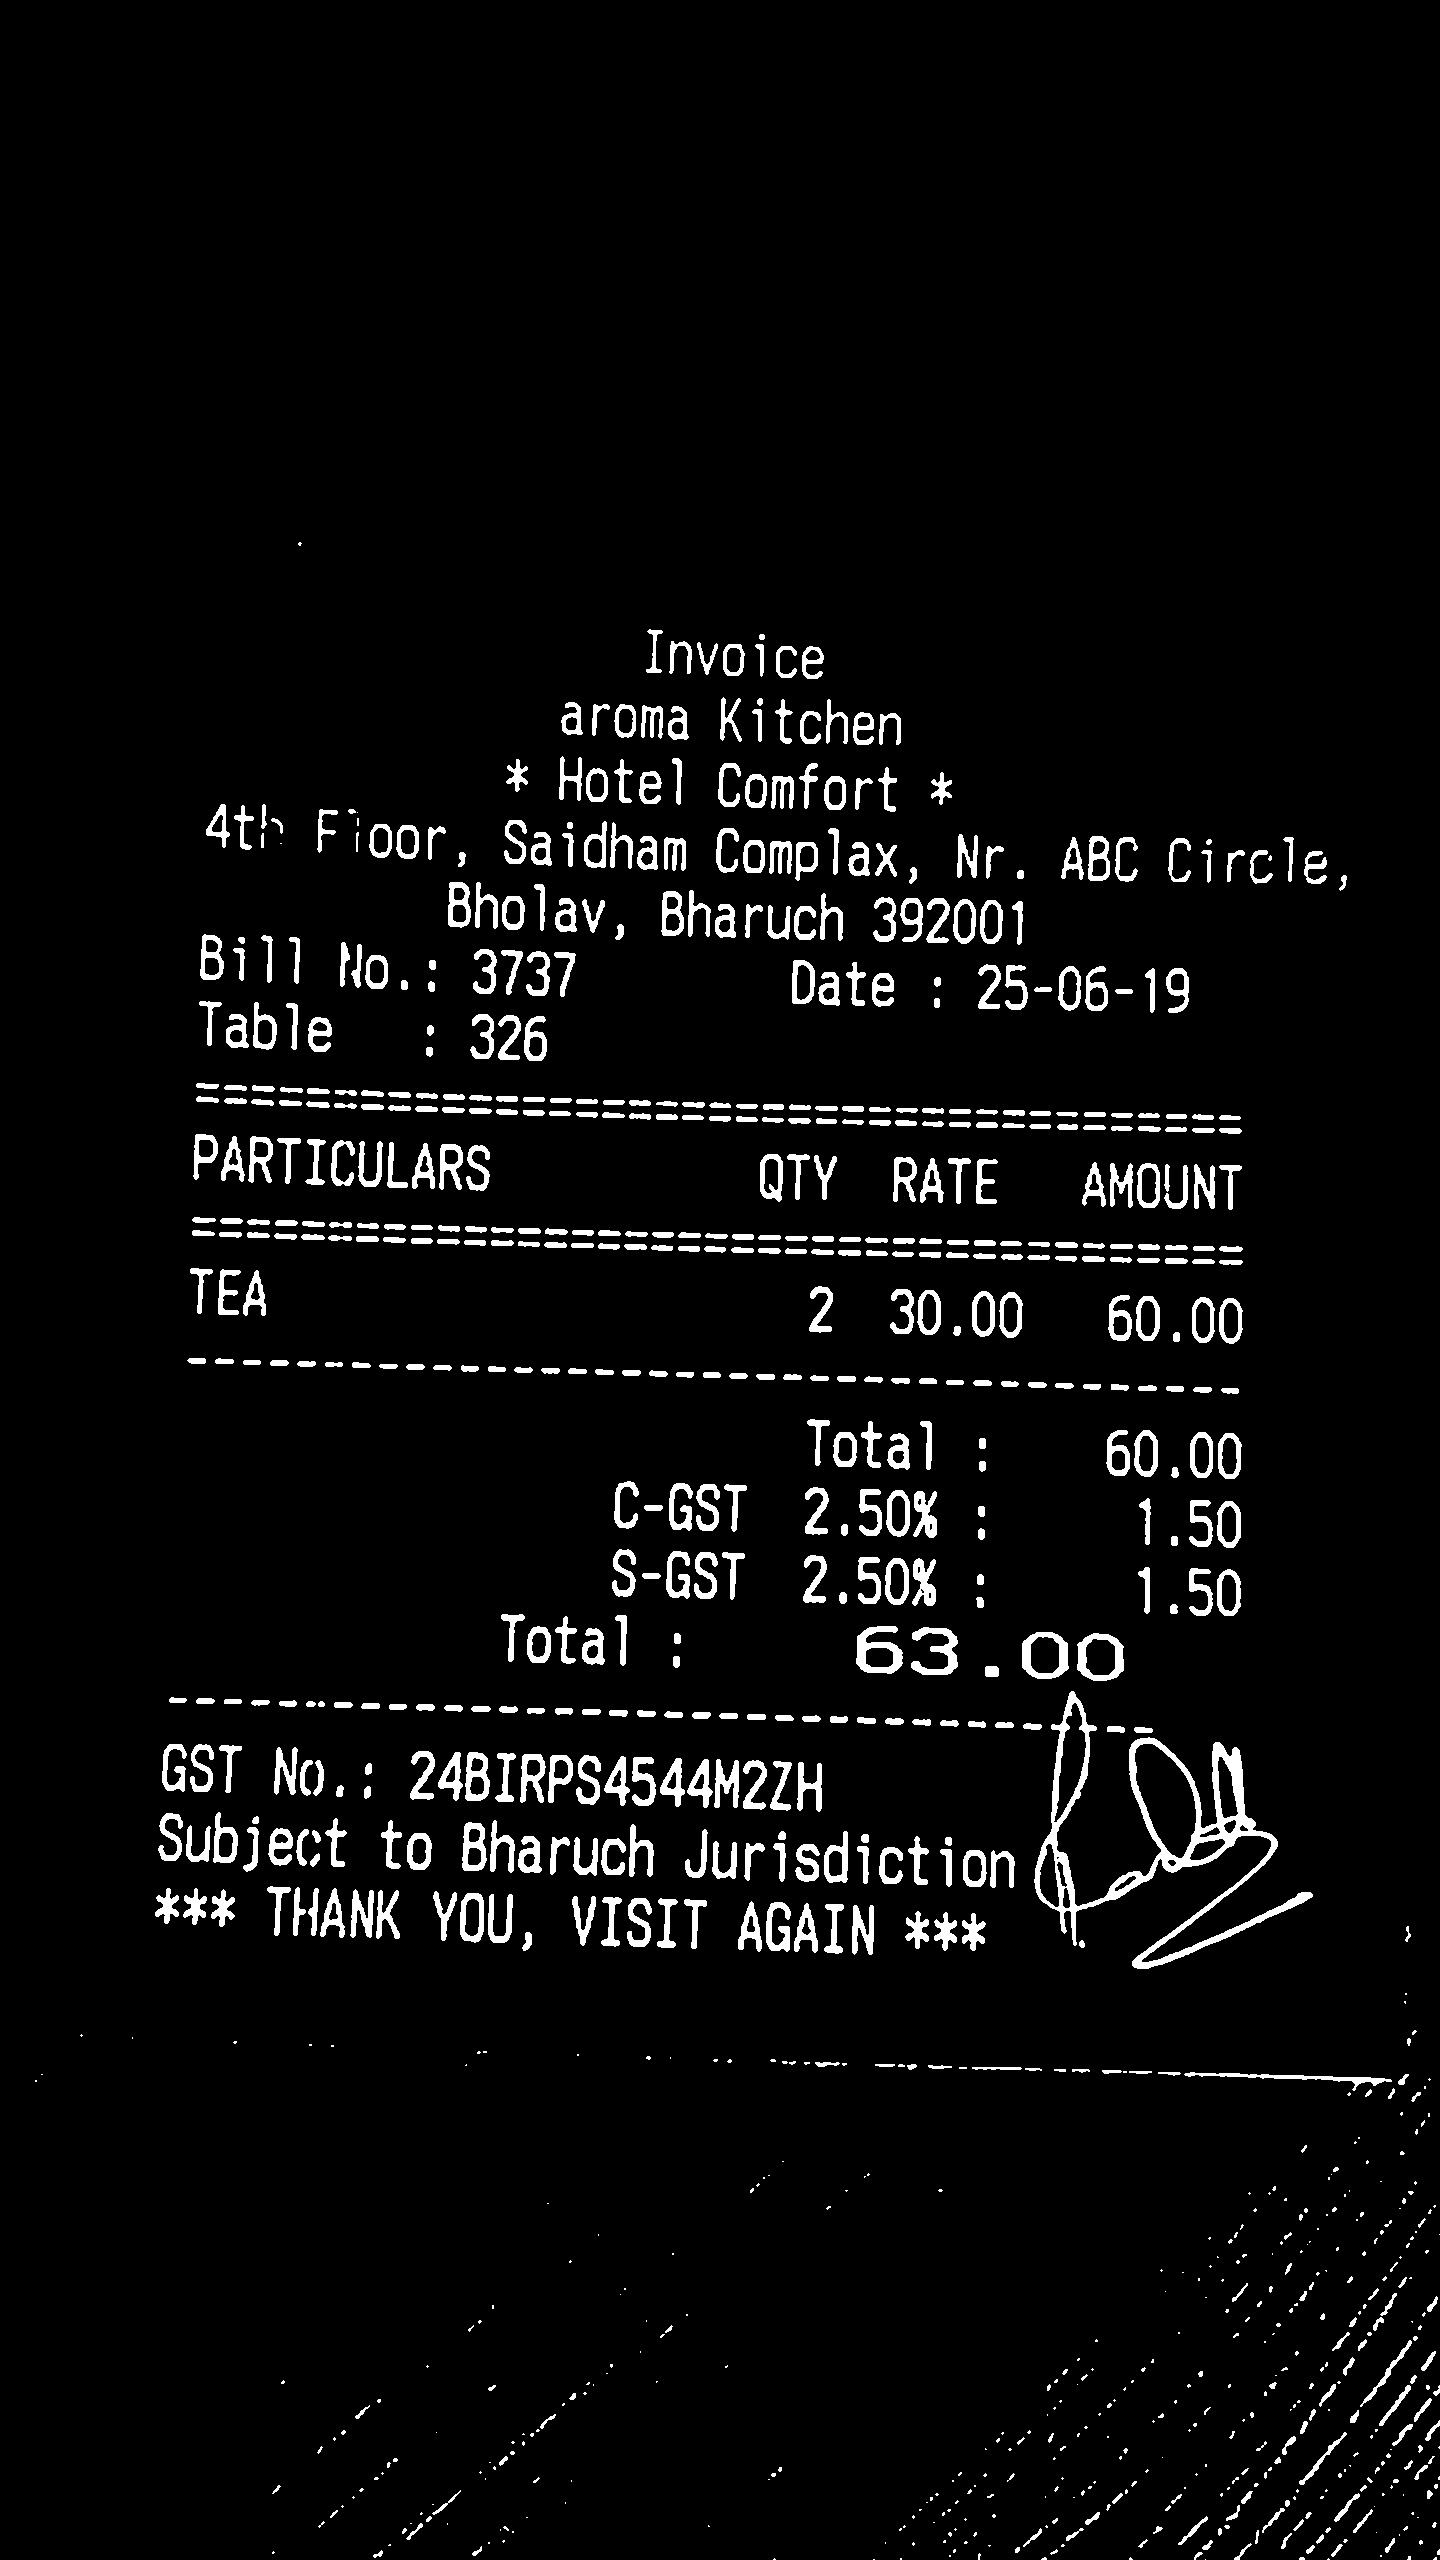 Invoice
aroma Kitchen
* Hotel Comfort *
4th Floor, Saidham Complax, Nr. ABC Circle,
Bholav, Bharuch 392001
Bill No.: 3737 Date : 25-06-19
Table : 326
=======================================
PARTICULARS QTY RATE AMOUNT
=======================================
TEA 2 30.00 60.00
---------------------------------------
Total : 60.00
C-GST 2.50% : 1.50
S-GST 2.50% : 1.50
Total : 63.00
-------------------------------------
GST No.: 24BIRPS4544M2ZH
Subject to Bharuch Jurisdiction
*** THANK YOU, VISIT AGAIN ***